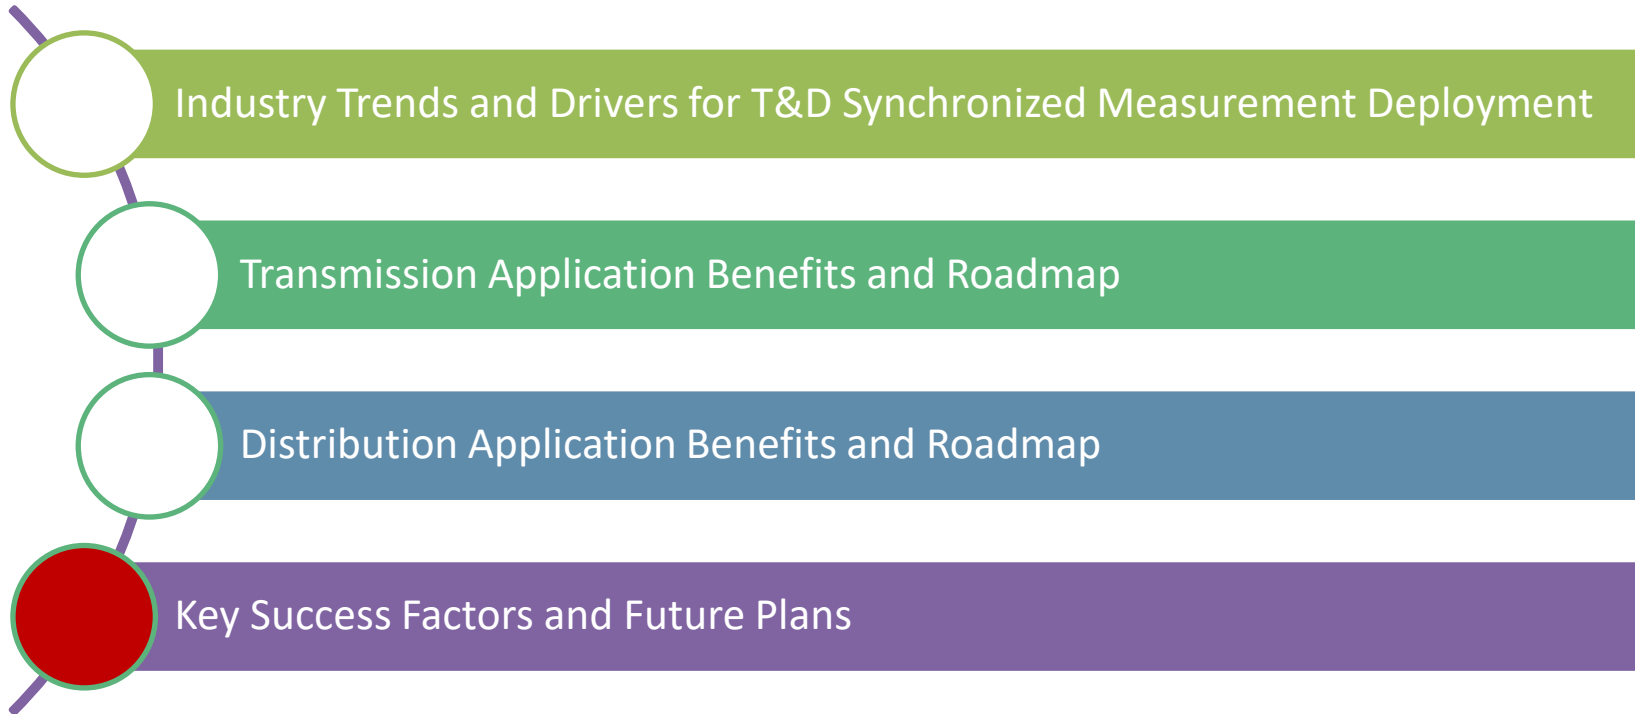 Industry Trends and Drivers for T&D Synchronized Measurement Deployment
Transmission Application Benefits and Roadmap
Distribution Application Benefits and Roadmap
Key Success Factors and Future Plans